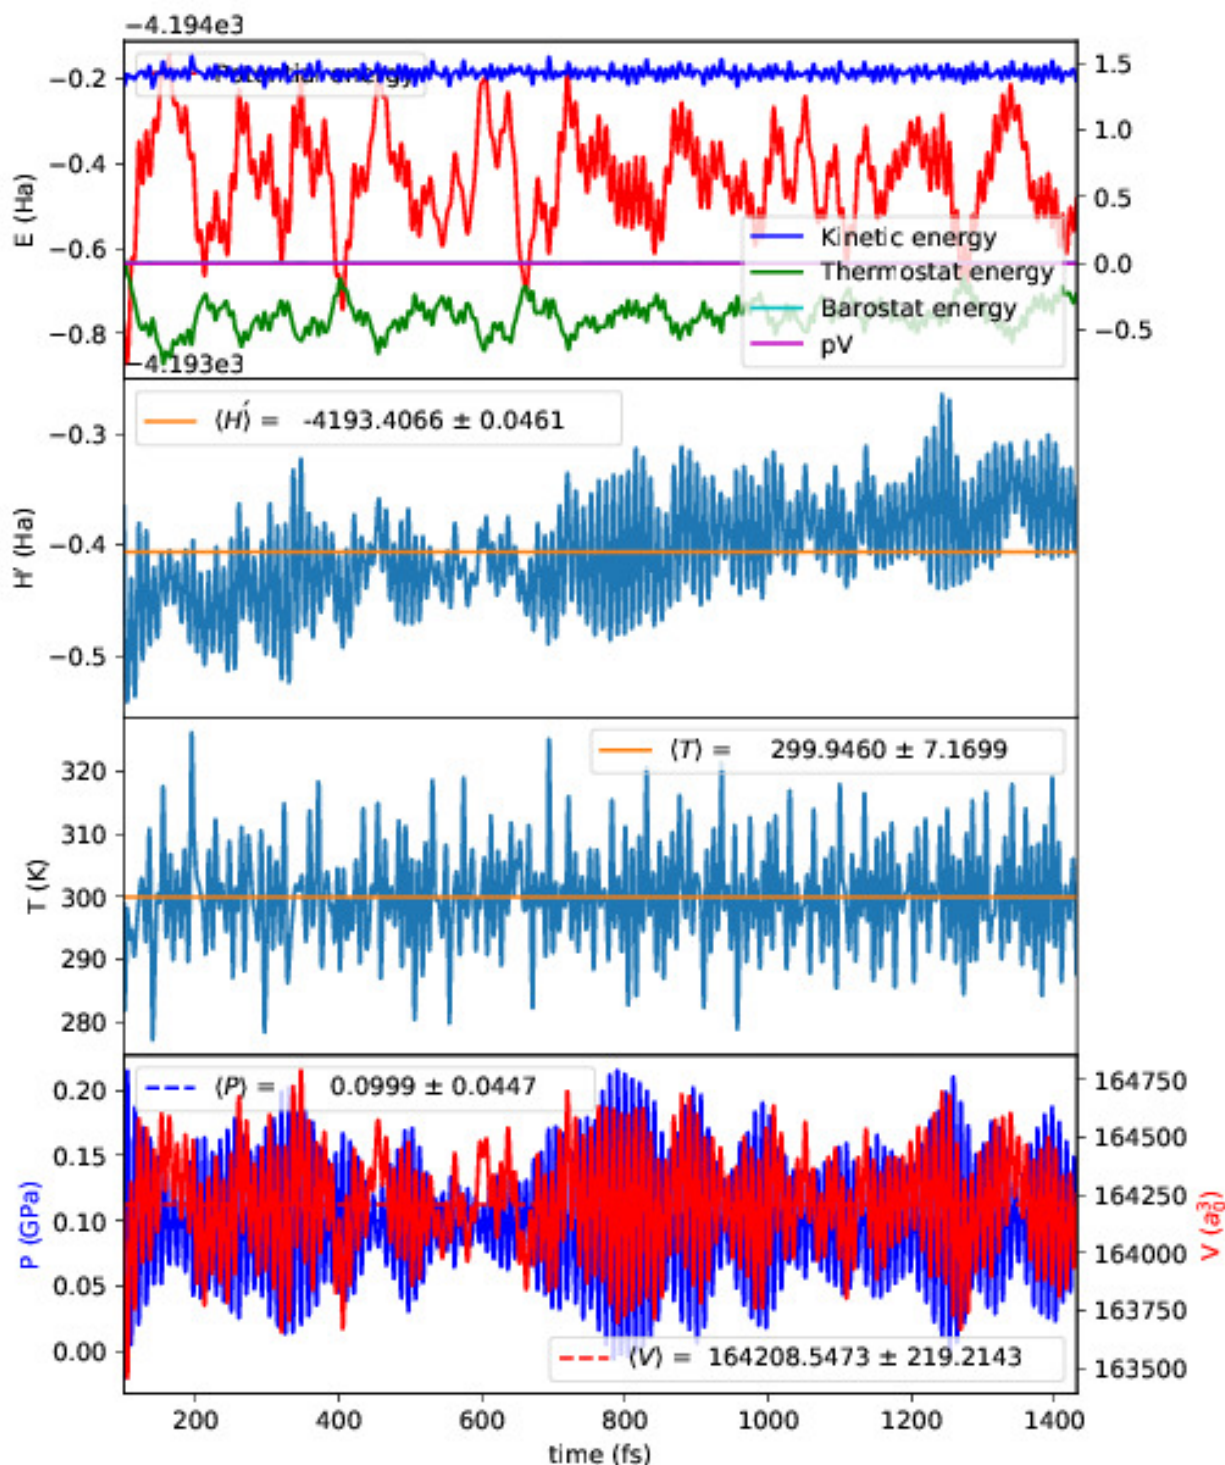 −4.194e3
Potential energy
−0.2
−0.4
−0.6
−0.8
E (Ha)
1.5
1.0
0.5
0.0
−0.5
Kinetic energy
Thermostat energy
Barostat energy
pV
−4.193e3
⟨H′⟩ = -4193.4066 ± 0.0461
−0.3
−0.4
−0.5
H′ (Ha)
⟨T⟩ = 299.9460 ± 7.1699
320
310
300
290
280
T (K)
⟨P⟩ = 0.0999 ± 0.0447
0.20
0.15
0.10
0.05
0.00
P (GPa)
164750
164500
164250
164000
163750
163500
V (a₀³)
⟨V⟩ = 164208.5473 ± 219.2143
200 400 600 800 1000 1200 1400
time (fs)